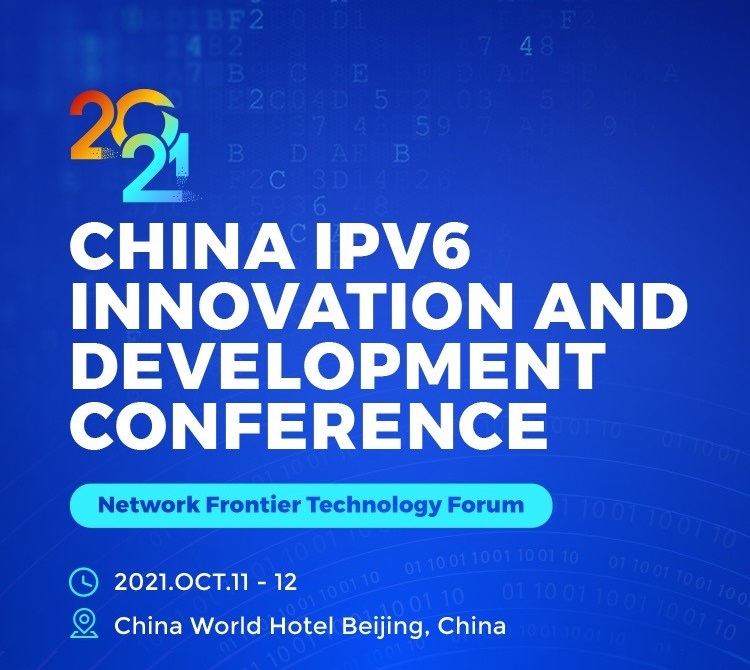 2021
CHINA IPV6
INNOVATION AND
DEVELOPMENT
CONFERENCE
Network Frontier Technology Forum
2021.OCT.11 - 12
China World Hotel Beijing, China